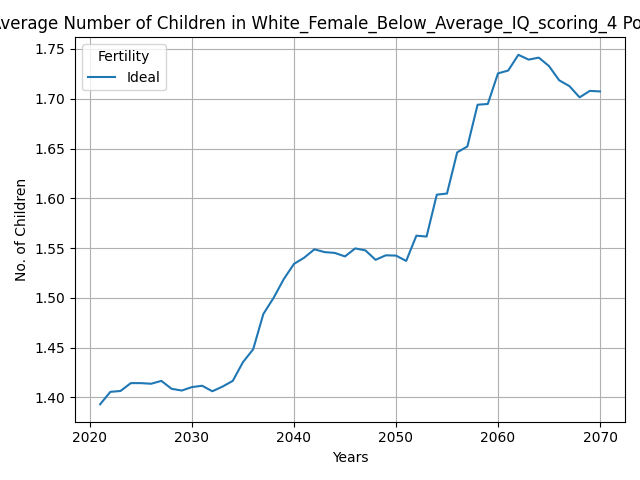 Average Number of Children in White_Female_Below_Average_IQ_scoring_4 Po
Fertility
Ideal
No. of Children
1.75
1.70
1.65
1.60
1.55
1.50
1.45
1.40
2020 2030 2040 2050 2060 2070
Years